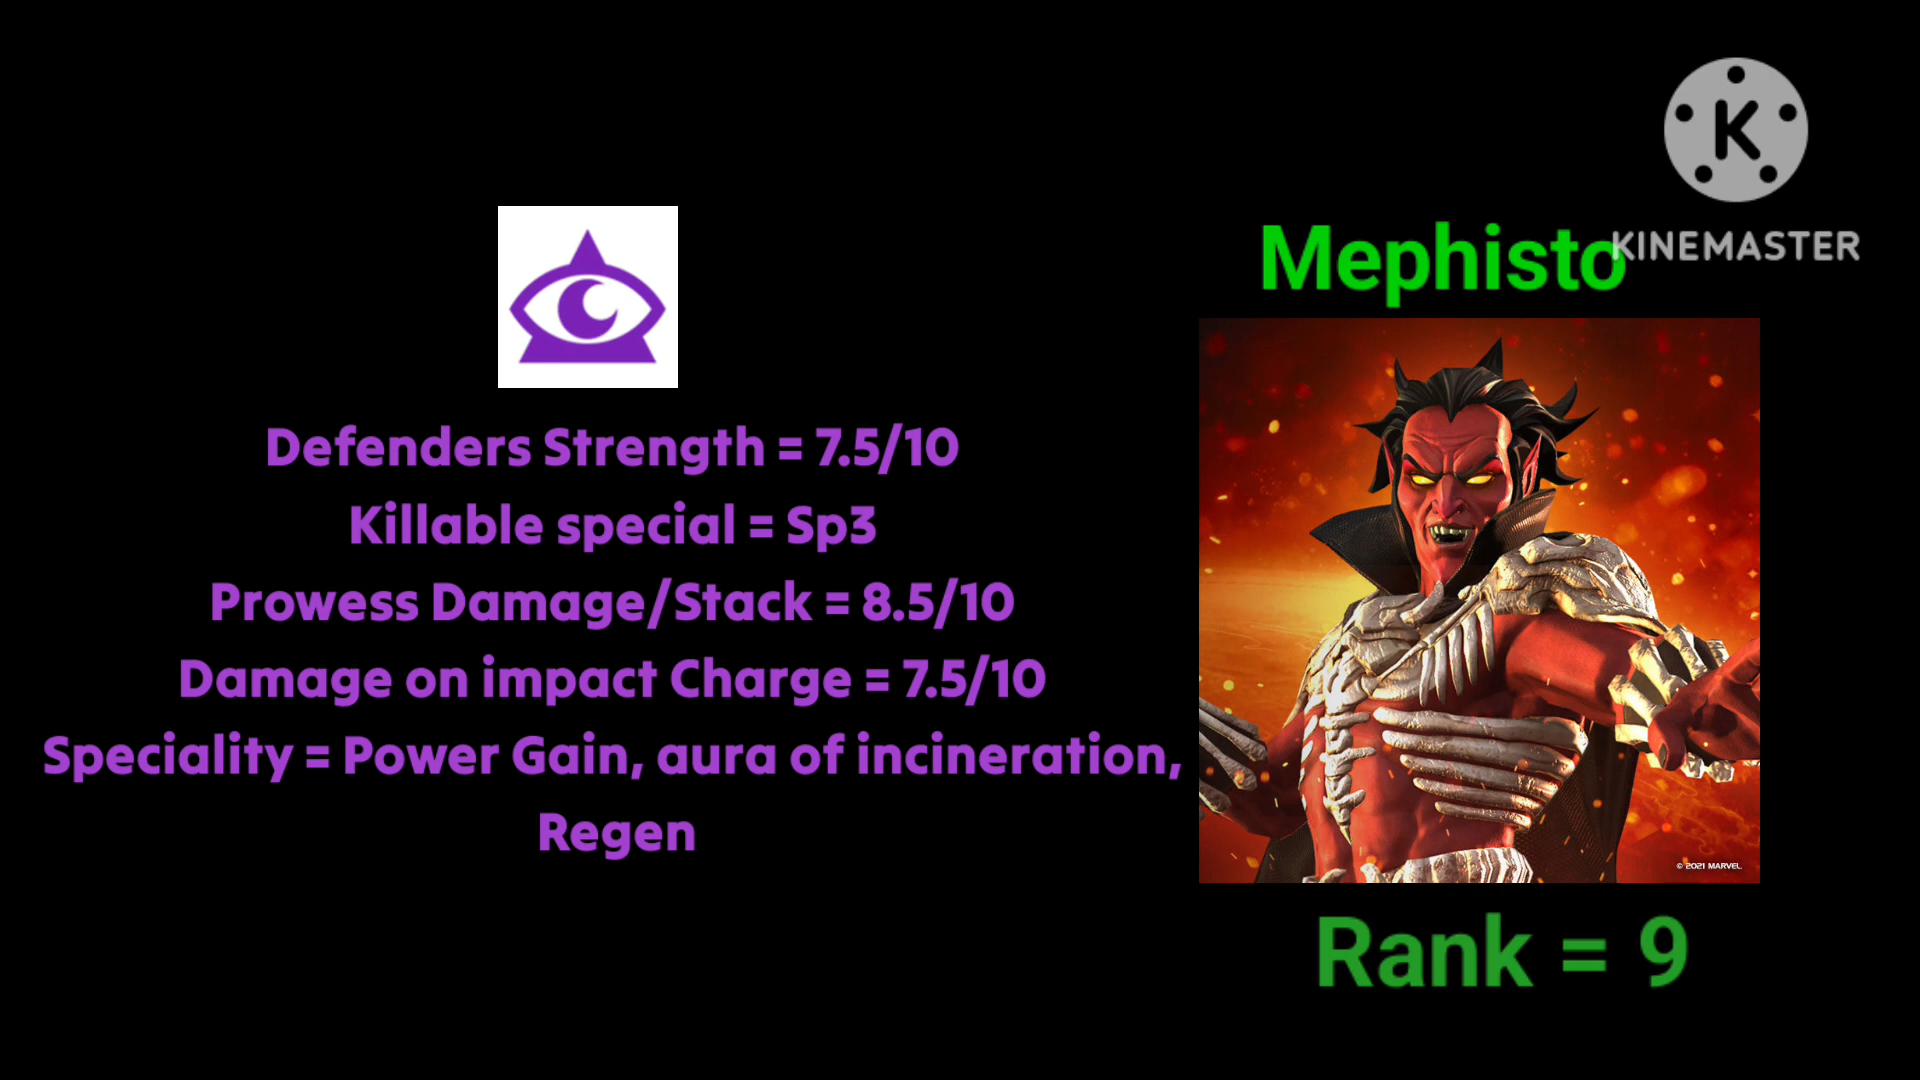 K
KINEMASTER
Mephisto
Defenders Strength = 7.5/10
Killable special = Sp3
Prowess Damage/Stack = 8.5/10
Damage on impact Charge = 7.5/10
Speciality = Power Gain, aura of incineration,
Regen
© 2021 MARVEL
Rank = 9